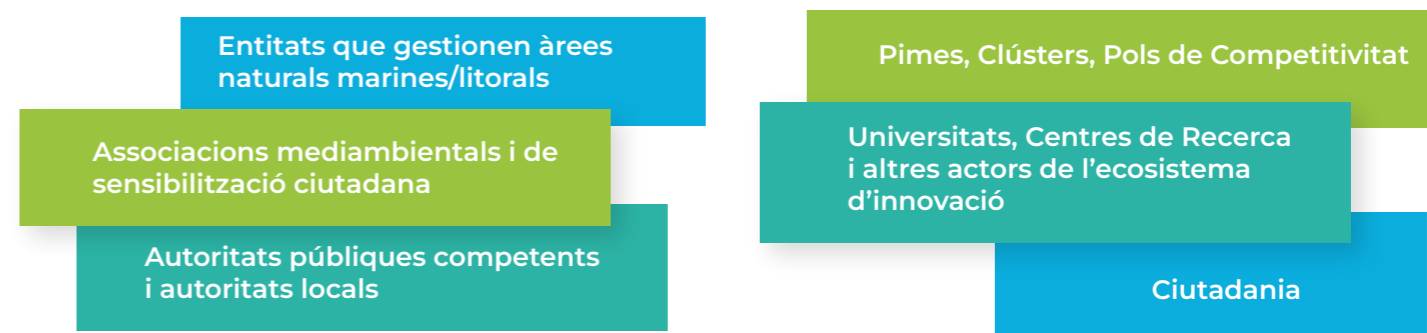 Entitats que gestionen àrees
naturals marines/litorals
Associacions mediambientals i de
sensibilització ciutadana
Autoritats públiques competents
i autoritats locals
Pimes, Clústers, Pols de Competitivitat
Universitats, Centres de Recerca
i altres actors de l’ecosistema
d’innovació
Ciutadania